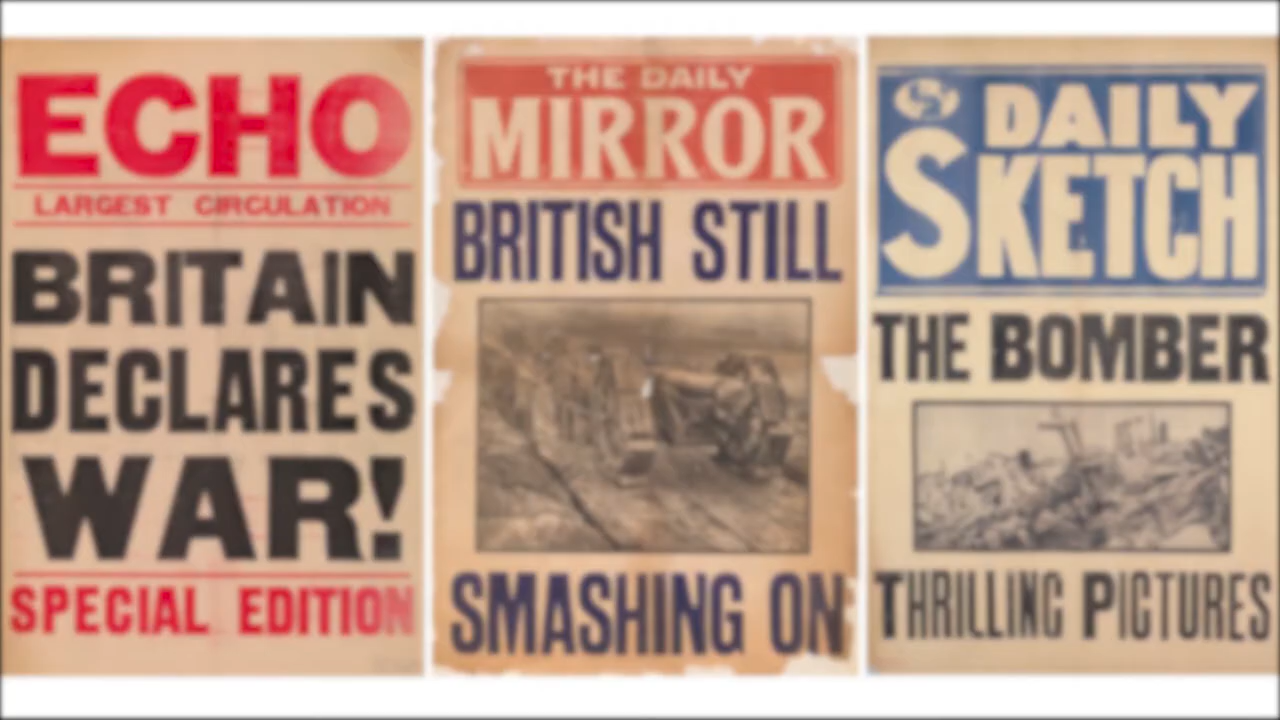 ECHO
LARGEST CIRCULATION
BRITAIN
DECLARES
WAR!
SPECIAL EDITION
THE DAILY
MIRROR
BRITISH STILL
SMASHING ON
DAILY
SKETCH
THE BOMBER
THRILLING PICTURES